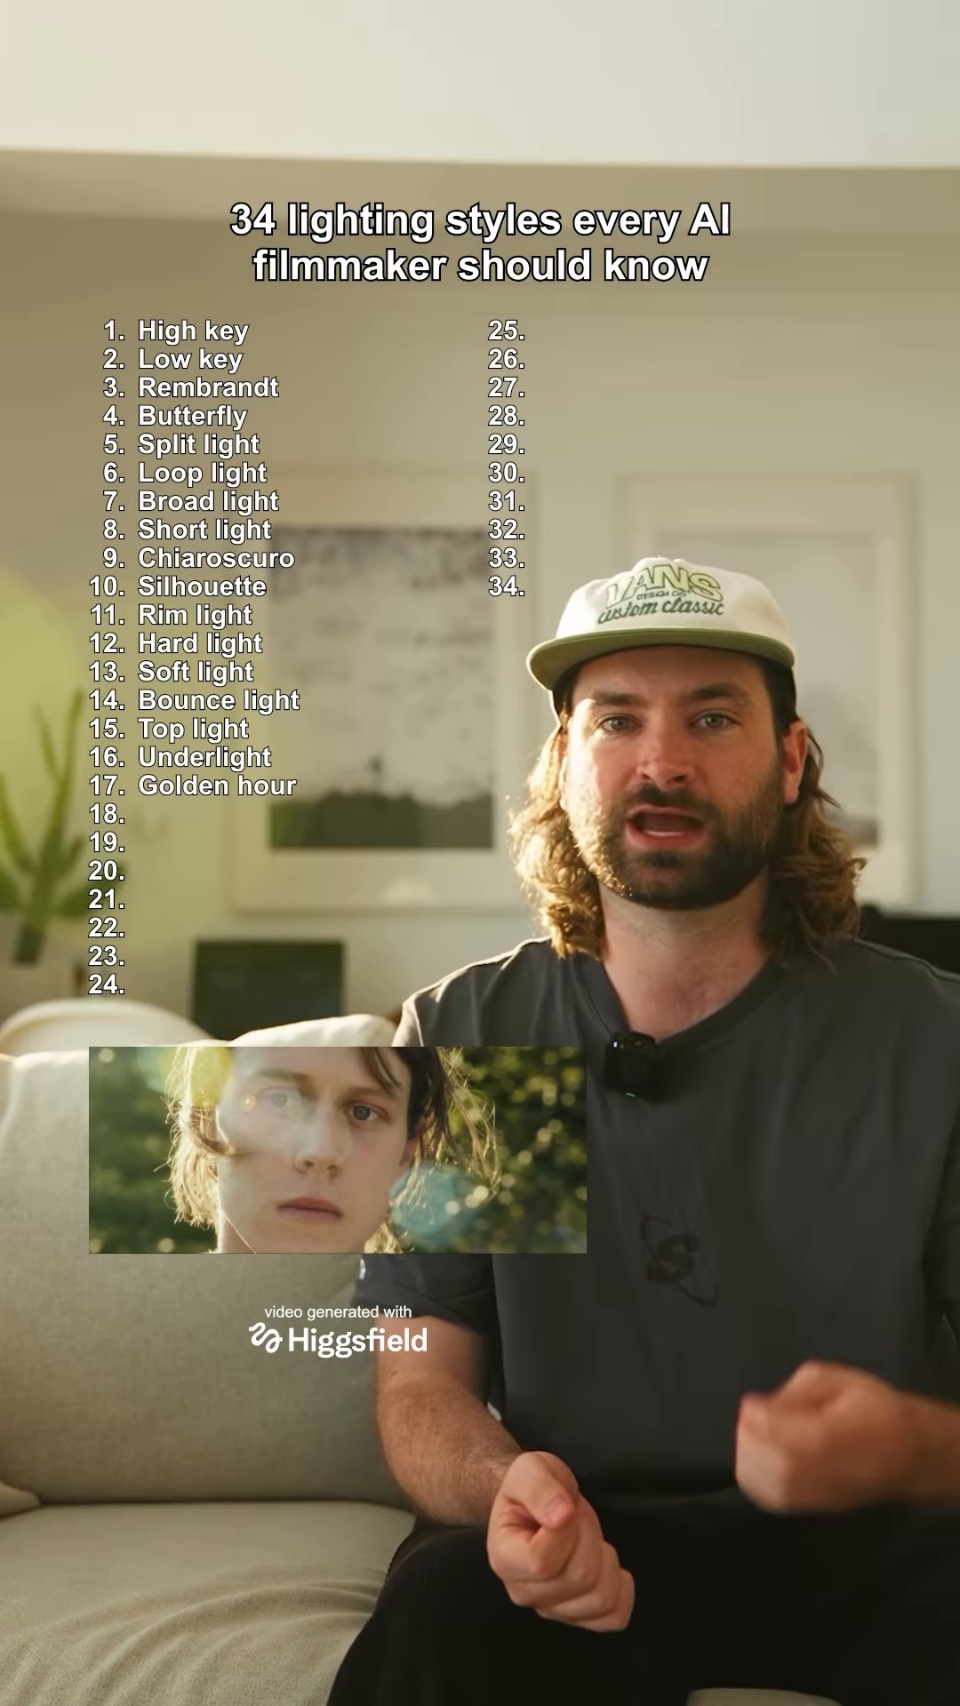 34 lighting styles every AI
filmmaker should know
1. High key
2. Low key
3. Rembrandt
4. Butterfly
5. Split light
6. Loop light
7. Broad light
8. Short light
9. Chiaroscuro
10. Silhouette
11. Rim light
12. Hard light
13. Soft light
14. Bounce light
15. Top light
16. Underlight
17. Golden hour
18.
19.
20.
21.
22.
23.
24.
25.
26.
27.
28.
29.
30.
31.
32.
33.
34.
VANS
custom classic
video generated with
Higgsfield